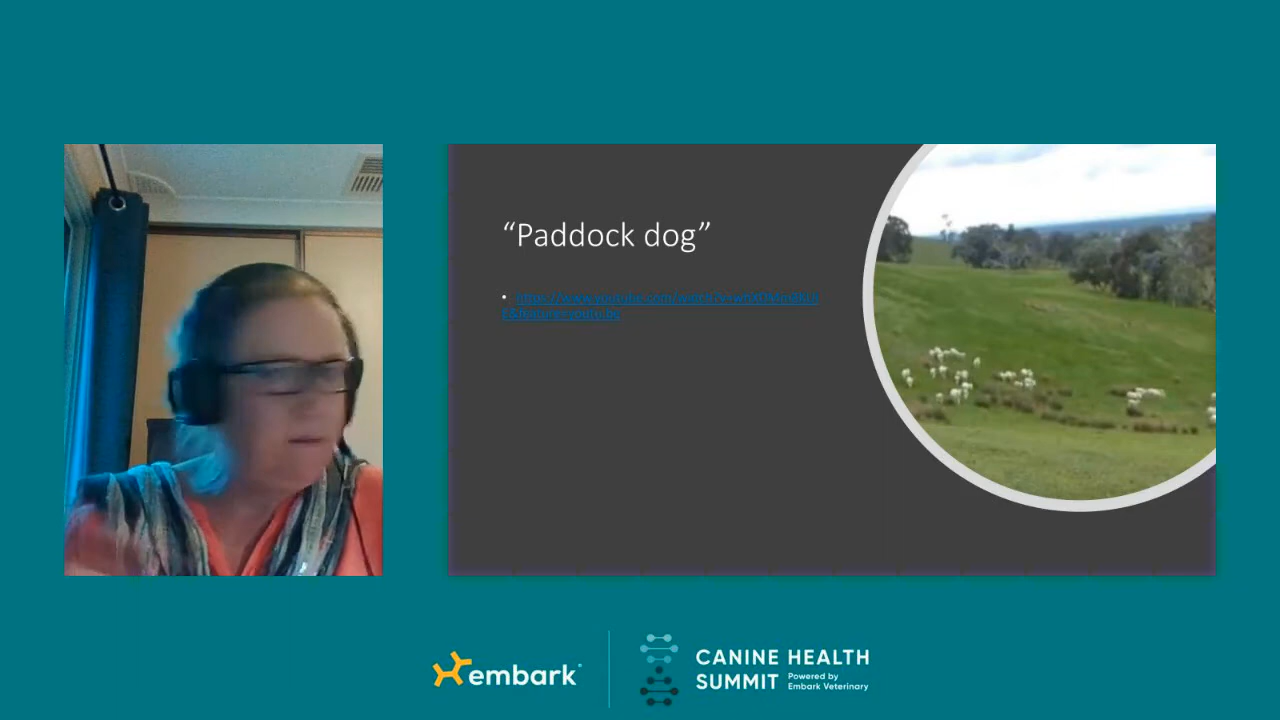 “Paddock dog”
embark
CANINE HEALTH
SUMMIT Powered by
Embark Veterinary